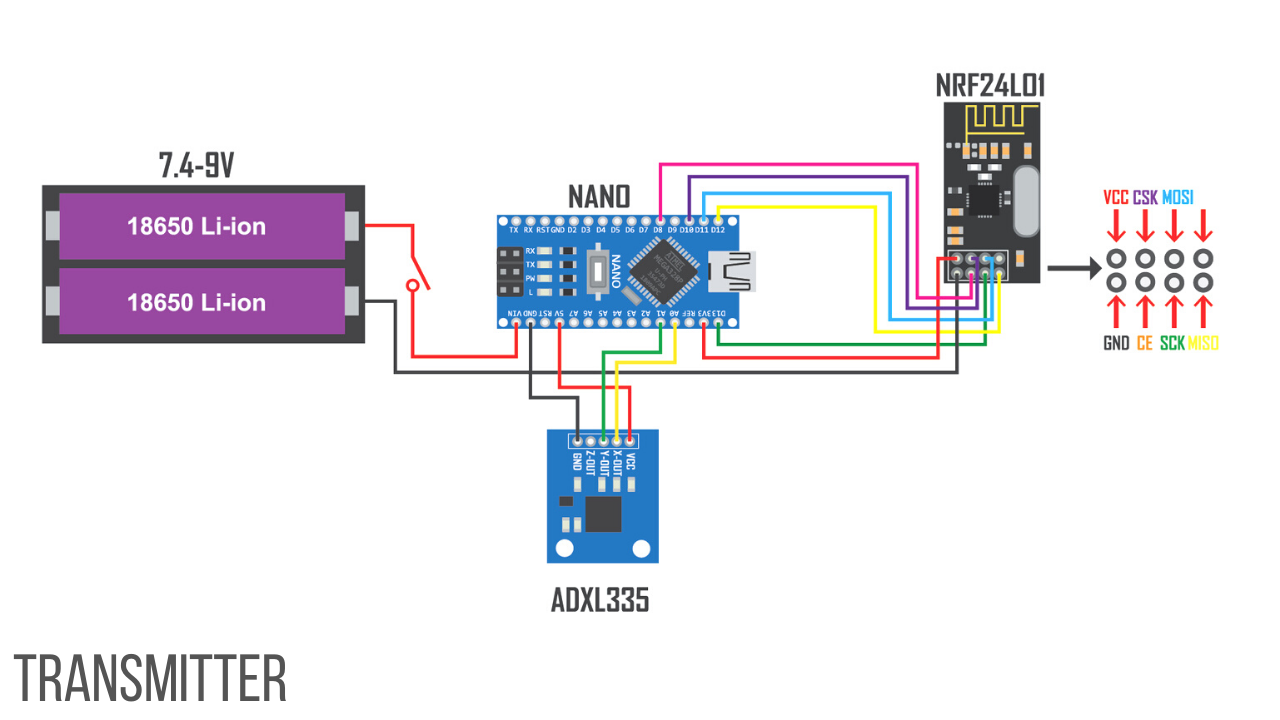 NRF24L01
7.4-9V
NANO
18650 Li-ion
18650 Li-ion
TX RX RST GND D2 D3 D4 D5 D6 D7 D8 D9 D10 D11 D12
RX
TX
PW
L
NANO
MEGA328P
VIN GND RST 5V A7 A6 A5 A4 A3 A2 A1 A0 REF 3V3 D13
VCC CSK MOSI
GND CE SCK MISO
GND Z-OUT Y-OUT X-OUT VCC
ADXL335
TRANSMITTER